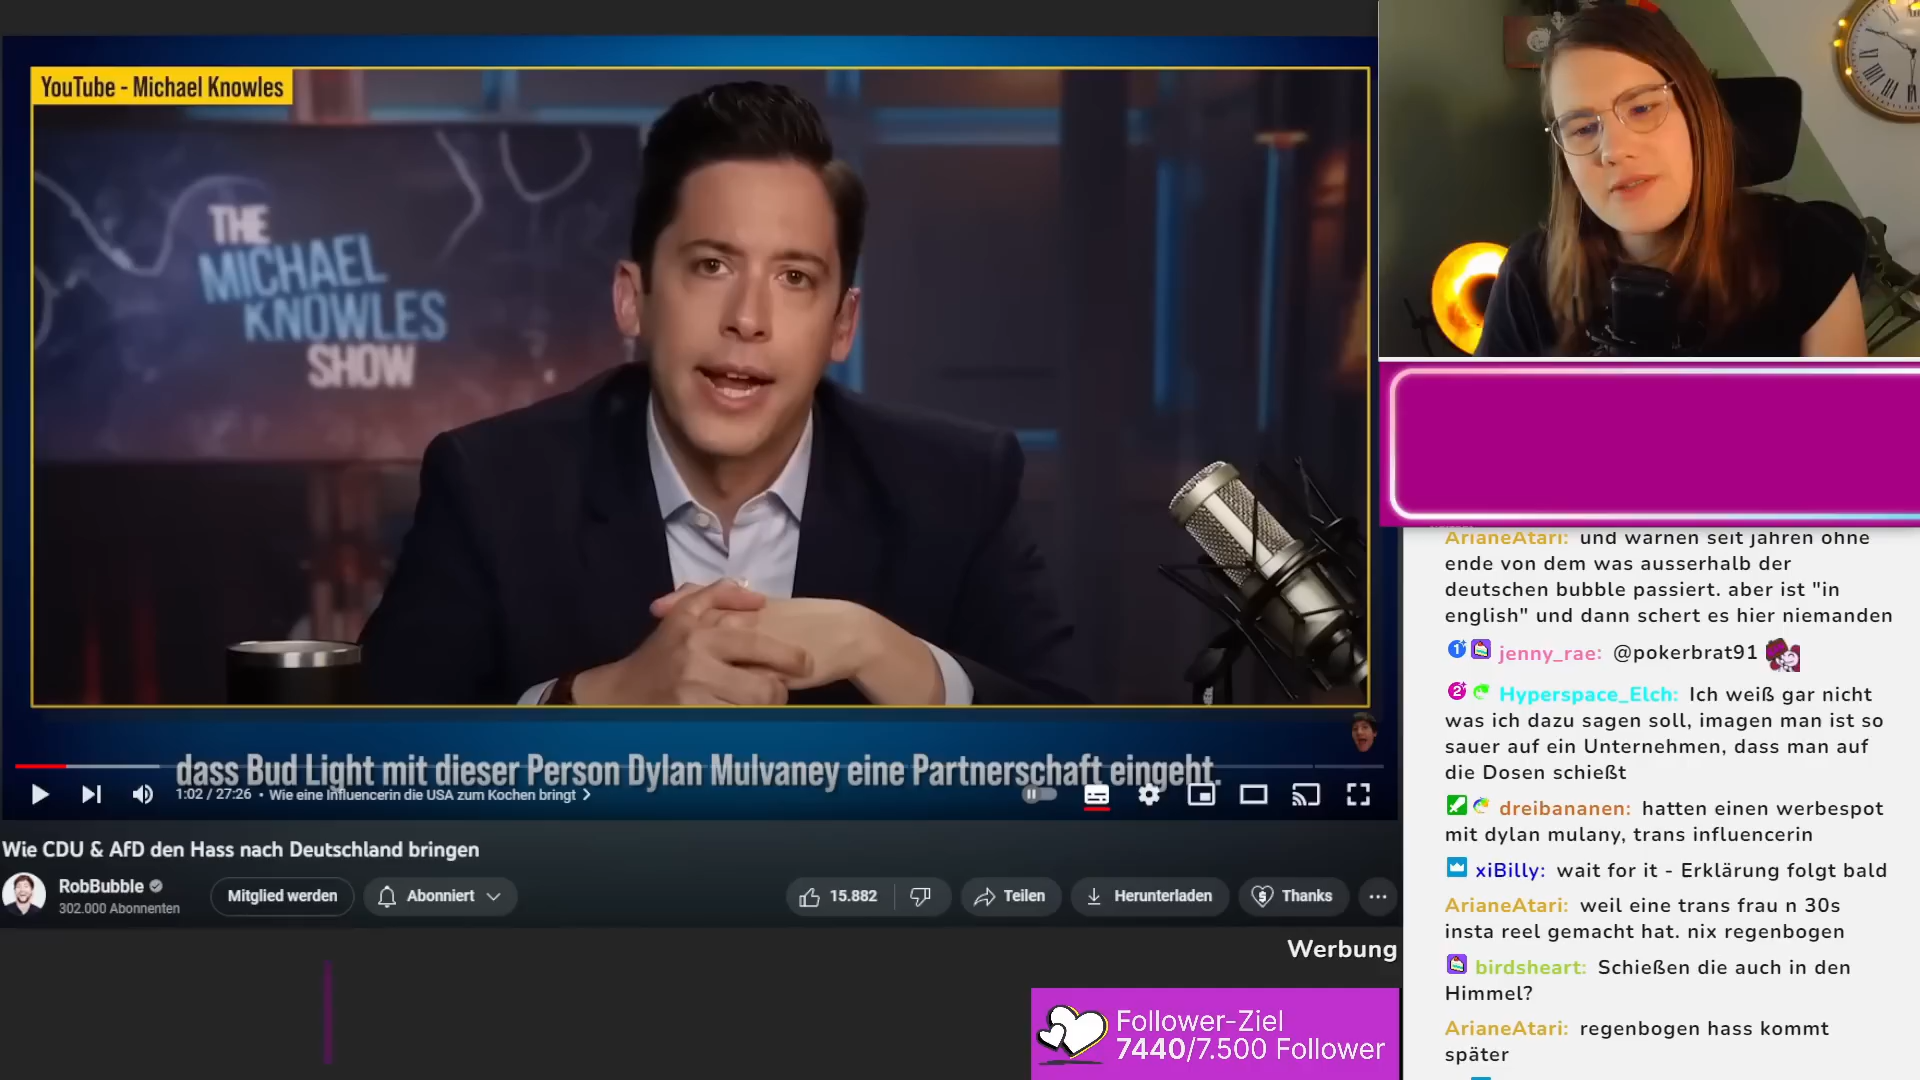 YouTube - Michael Knowles
THE
MICHAEL
KNOWLES
SHOW
dass Bud Light mit dieser Person Dylan Mulvaney eine Partnerschaft eingeht.
1:02 / 27:26 • Wie eine Influencerin die USA zum Kochen bringt
Wie CDU & AfD den Hass nach Deutschland bringen
RobBubble
302.000 Abonnenten
Mitglied werden
Abonniert
15.882
Teilen
Herunterladen
Thanks
Werbung
Follower-Ziel
7440/7.500 Follower
ArianeAtari: und warnen seit jahren ohne
ende von dem was ausserhalb der
deutschen bubble passiert. aber ist "in
english" und dann schert es hier niemanden
jenny_rae: @pokerbrat91
Hyperspace_Elch: Ich weiß gar nicht
was ich dazu sagen soll, imagen man ist so
sauer auf ein Unternehmen, dass man auf
die Dosen schießt
dreibananen: hatten einen werbespot
mit dylan mulany, trans influencerin
xiBilly: wait for it - Erklärung folgt bald
ArianeAtari: weil eine trans frau n 30s
insta reel gemacht hat. nix regenbogen
birdsheart: Schießen die auch in den
Himmel?
ArianeAtari: regenbogen hass kommt
später